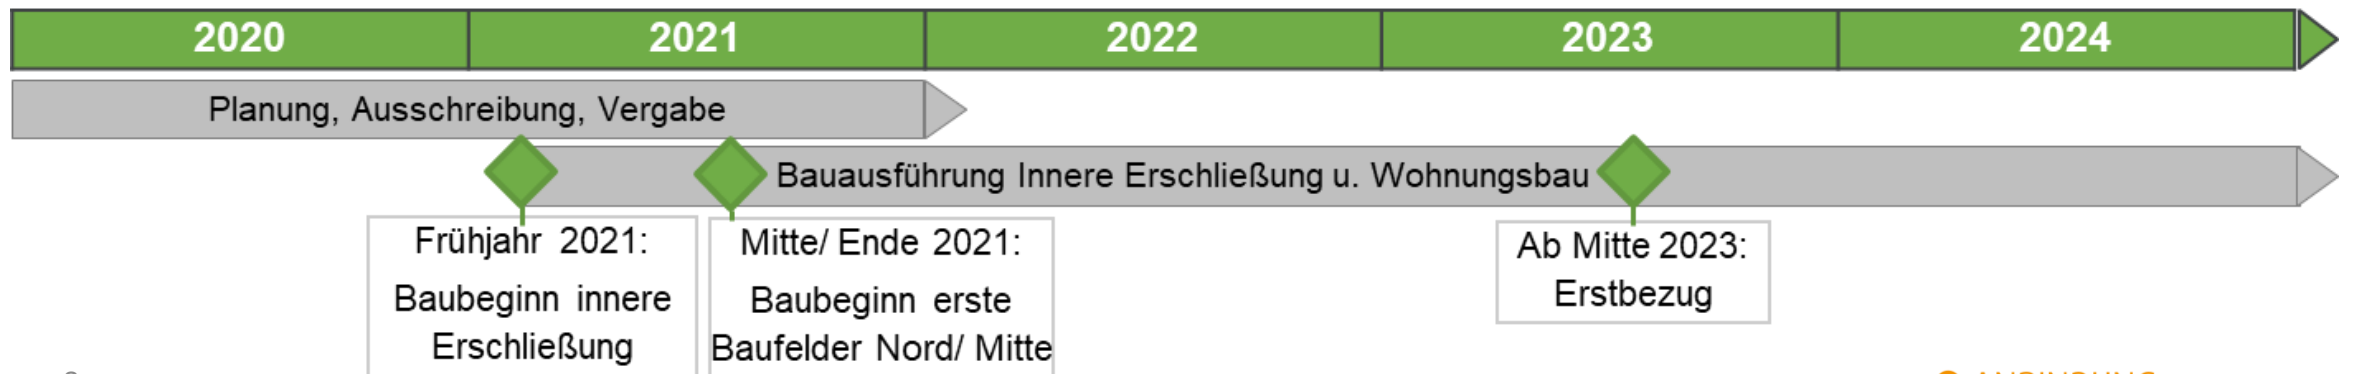 2020 2021 2022 2023 2024
Planung, Ausschreibung, Vergabe
Bauausführung Innere Erschließung u. Wohnungsbau
Frühjahr 2021:
Baubeginn innere
Erschließung
Mitte/ Ende 2021:
Baubeginn erste
Baufelder Nord/ Mitte
Ab Mitte 2023:
Erstbezug